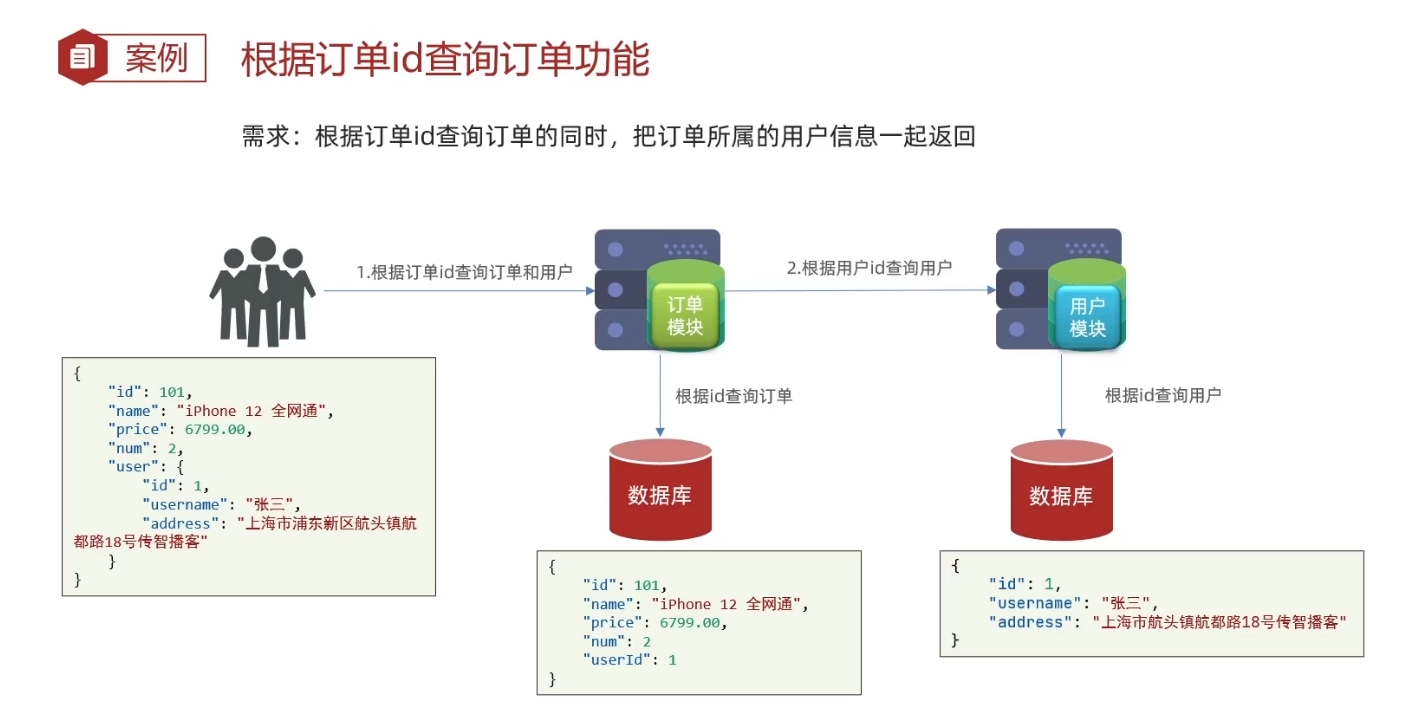 案例
根据订单id查询订单功能
需求：根据订单id查询订单的同时，把订单所属的用户信息一起返回
1.根据订单id查询订单和用户
订单
模块
2.根据用户id查询用户
用户
模块
根据id查询订单
根据id查询用户
数据库
数据库
{
"id": 101,
"name": "iPhone 12 全网通",
"price": 6799.00,
"num": 2,
"user": {
"id": 1,
"username": "张三",
"address": "上海市浦东新区航头镇航
都路18号传智播客"
}
}
{
"id": 101,
"name": "iPhone 12 全网通",
"price": 6799.00,
"num": 2
"userId": 1
}
{
"id": 1,
"username": "张三",
"address": "上海市航头镇航都路18号传智播客"
}